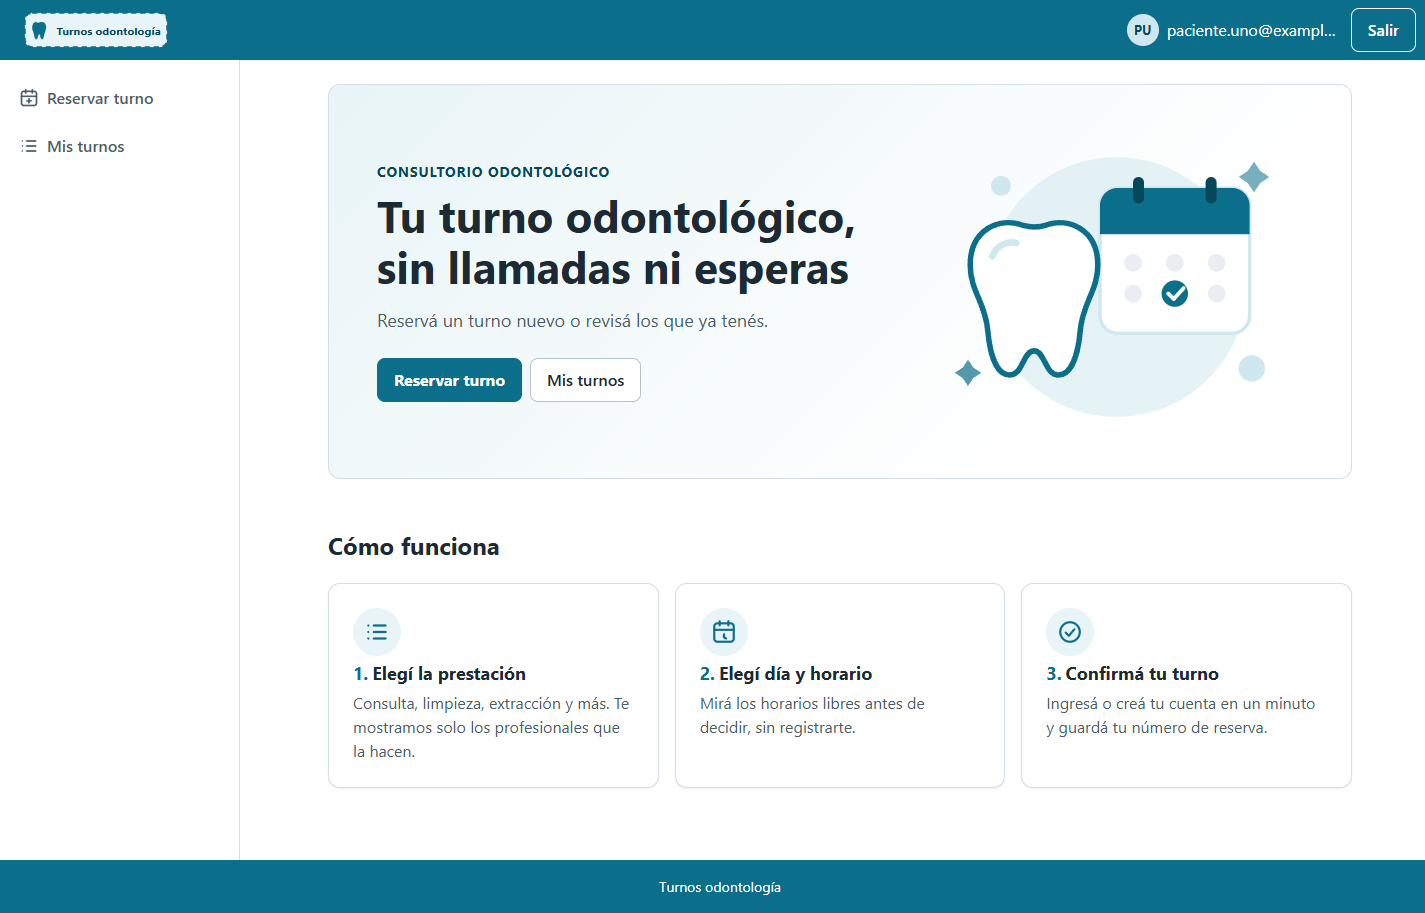 Turnos odontología
PU
paciente.uno@exampl...
Salir
Reservar turno
Mis turnos
CONSULTORIO ODONTOLÓGICO
Tu turno odontológico,
sin llamadas ni esperas
Reservá un turno nuevo o revisá los que ya tenés.
Reservar turno
Mis turnos
Cómo funciona
1. Elegí la prestación
Consulta, limpieza, extracción y más. Te
mostramos solo los profesionales que
la hacen.
2. Elegí día y horario
Mirá los horarios libres antes de
decidir, sin registrarte.
3. Confirmá tu turno
Ingresá o creá tu cuenta en un minuto
y guardá tu número de reserva.
Turnos odontología